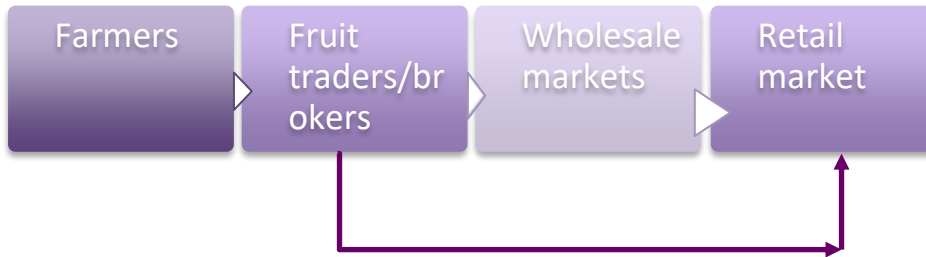 Farmers
Fruit
traders/br
okers
Wholesale
markets
Retail
market